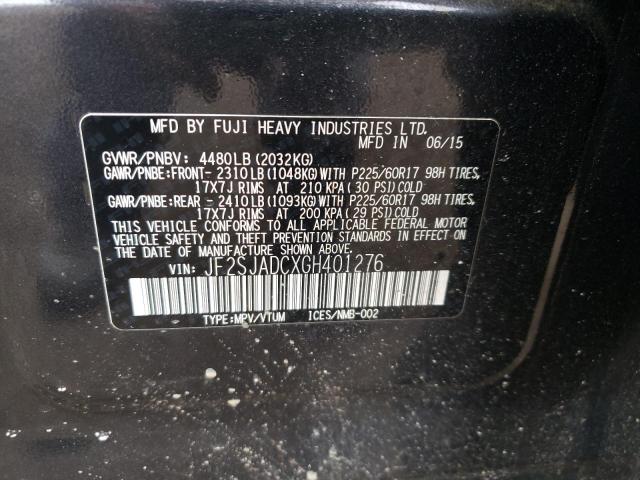 MFD BY FUJI HEAVY INDUSTRIES LTD.
MFD IN 06/15
GVWR/PNBV: 4480LB(2032KG)
GAWR/PNBE:FRONT-2310LB(1048KG)WITH P225/60R17 98H TIRES,
17X7J RIMS AT 210 KPA(30 PSI)COLD
GAWR/PNBE:REAR -2410LB(1093KG)WITH P225/60R17 98H TIRES,
17X7J RIMS AT 200 KPA(29 PSI)COLD
THIS VEHICLE CONFORMS TO ALL APPLICABLE FEDERAL MOTOR
VEHICLE SAFETY AND THEFT PREVENTION STANDARDS IN EFFECT ON
THE DATE OF MANUFACTURE SHOWN ABOVE.
VIN: JF2SJADCXGH401276
TYPE:MPV/VTUM ICES/NMB-002